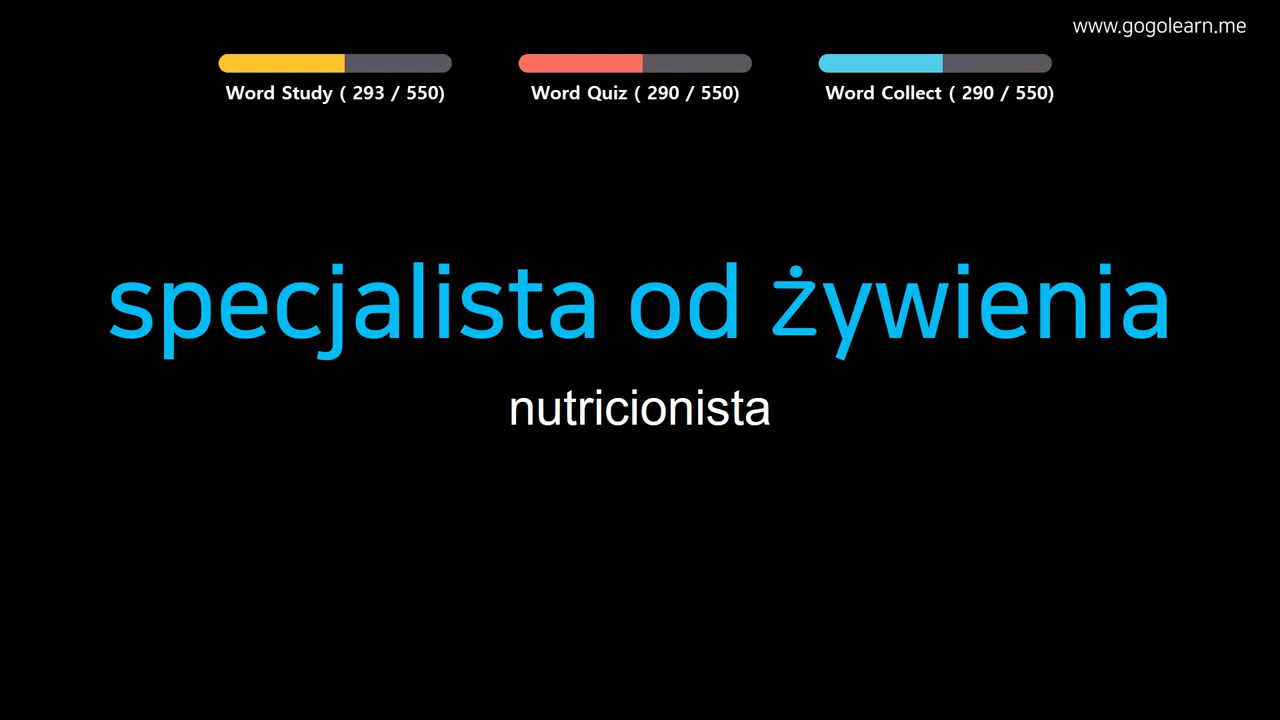 www.gogolearn.me
Word Study ( 293 / 550)
Word Quiz ( 290 / 550)
Word Collect ( 290 / 550)
specjalista od żywienia
nutricionista